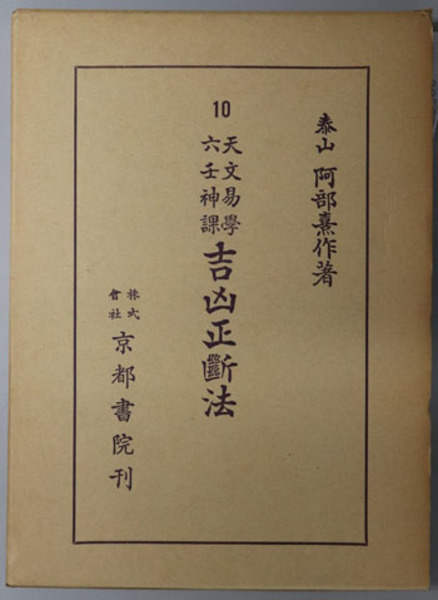 泰山 阿部熹作著
10
天文易學
六壬神課
吉凶正斷法
株式
會社
京都書院刊